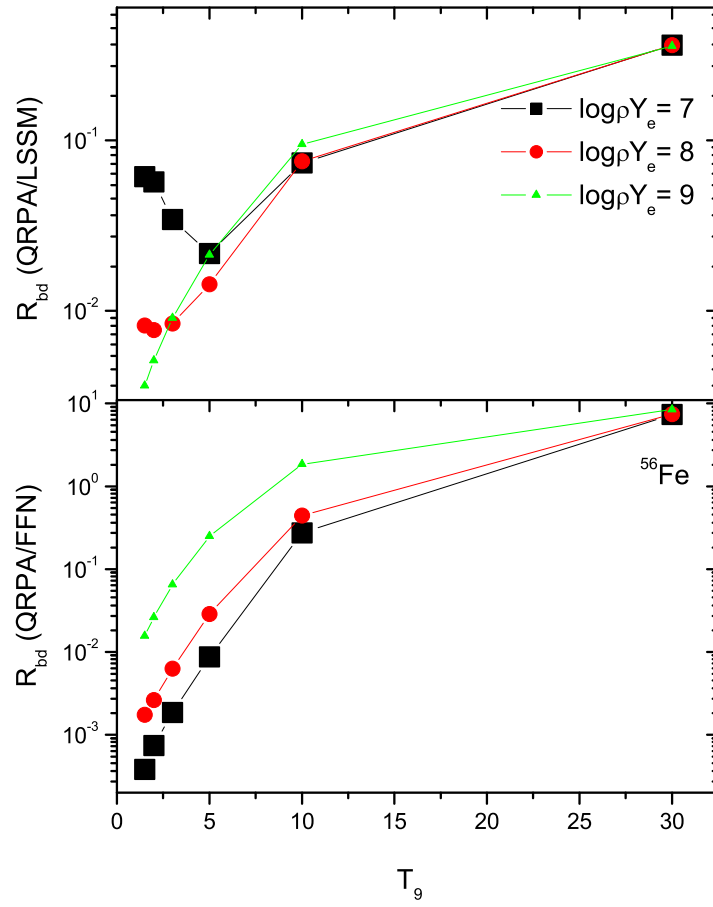 R_bd (QRPA/LSSM)
10^-1
10^-2
logρY_e = 7
logρY_e = 8
logρY_e = 9
R_bd (QRPA/FFN)
10^1
10^0
10^-1
10^-2
10^-3
^56Fe
0 5 10 15 20 25 30
T_9